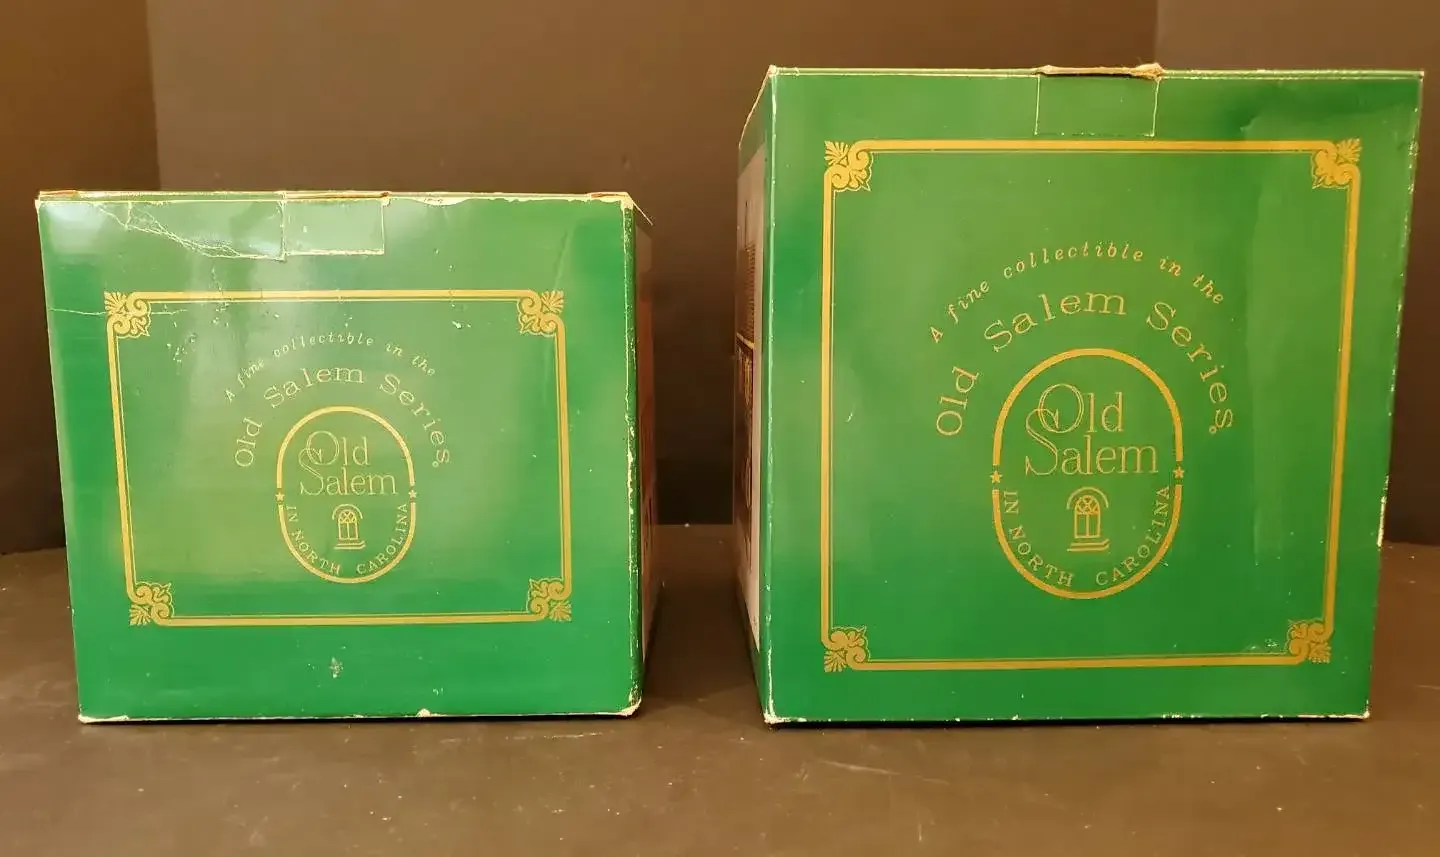 A fine collectible in the
Old Salem Series®
Old
Salem
IN NORTH CAROLINA
A fine collectible in the
Old Salem Series®
Old
Salem
IN NORTH CAROLINA